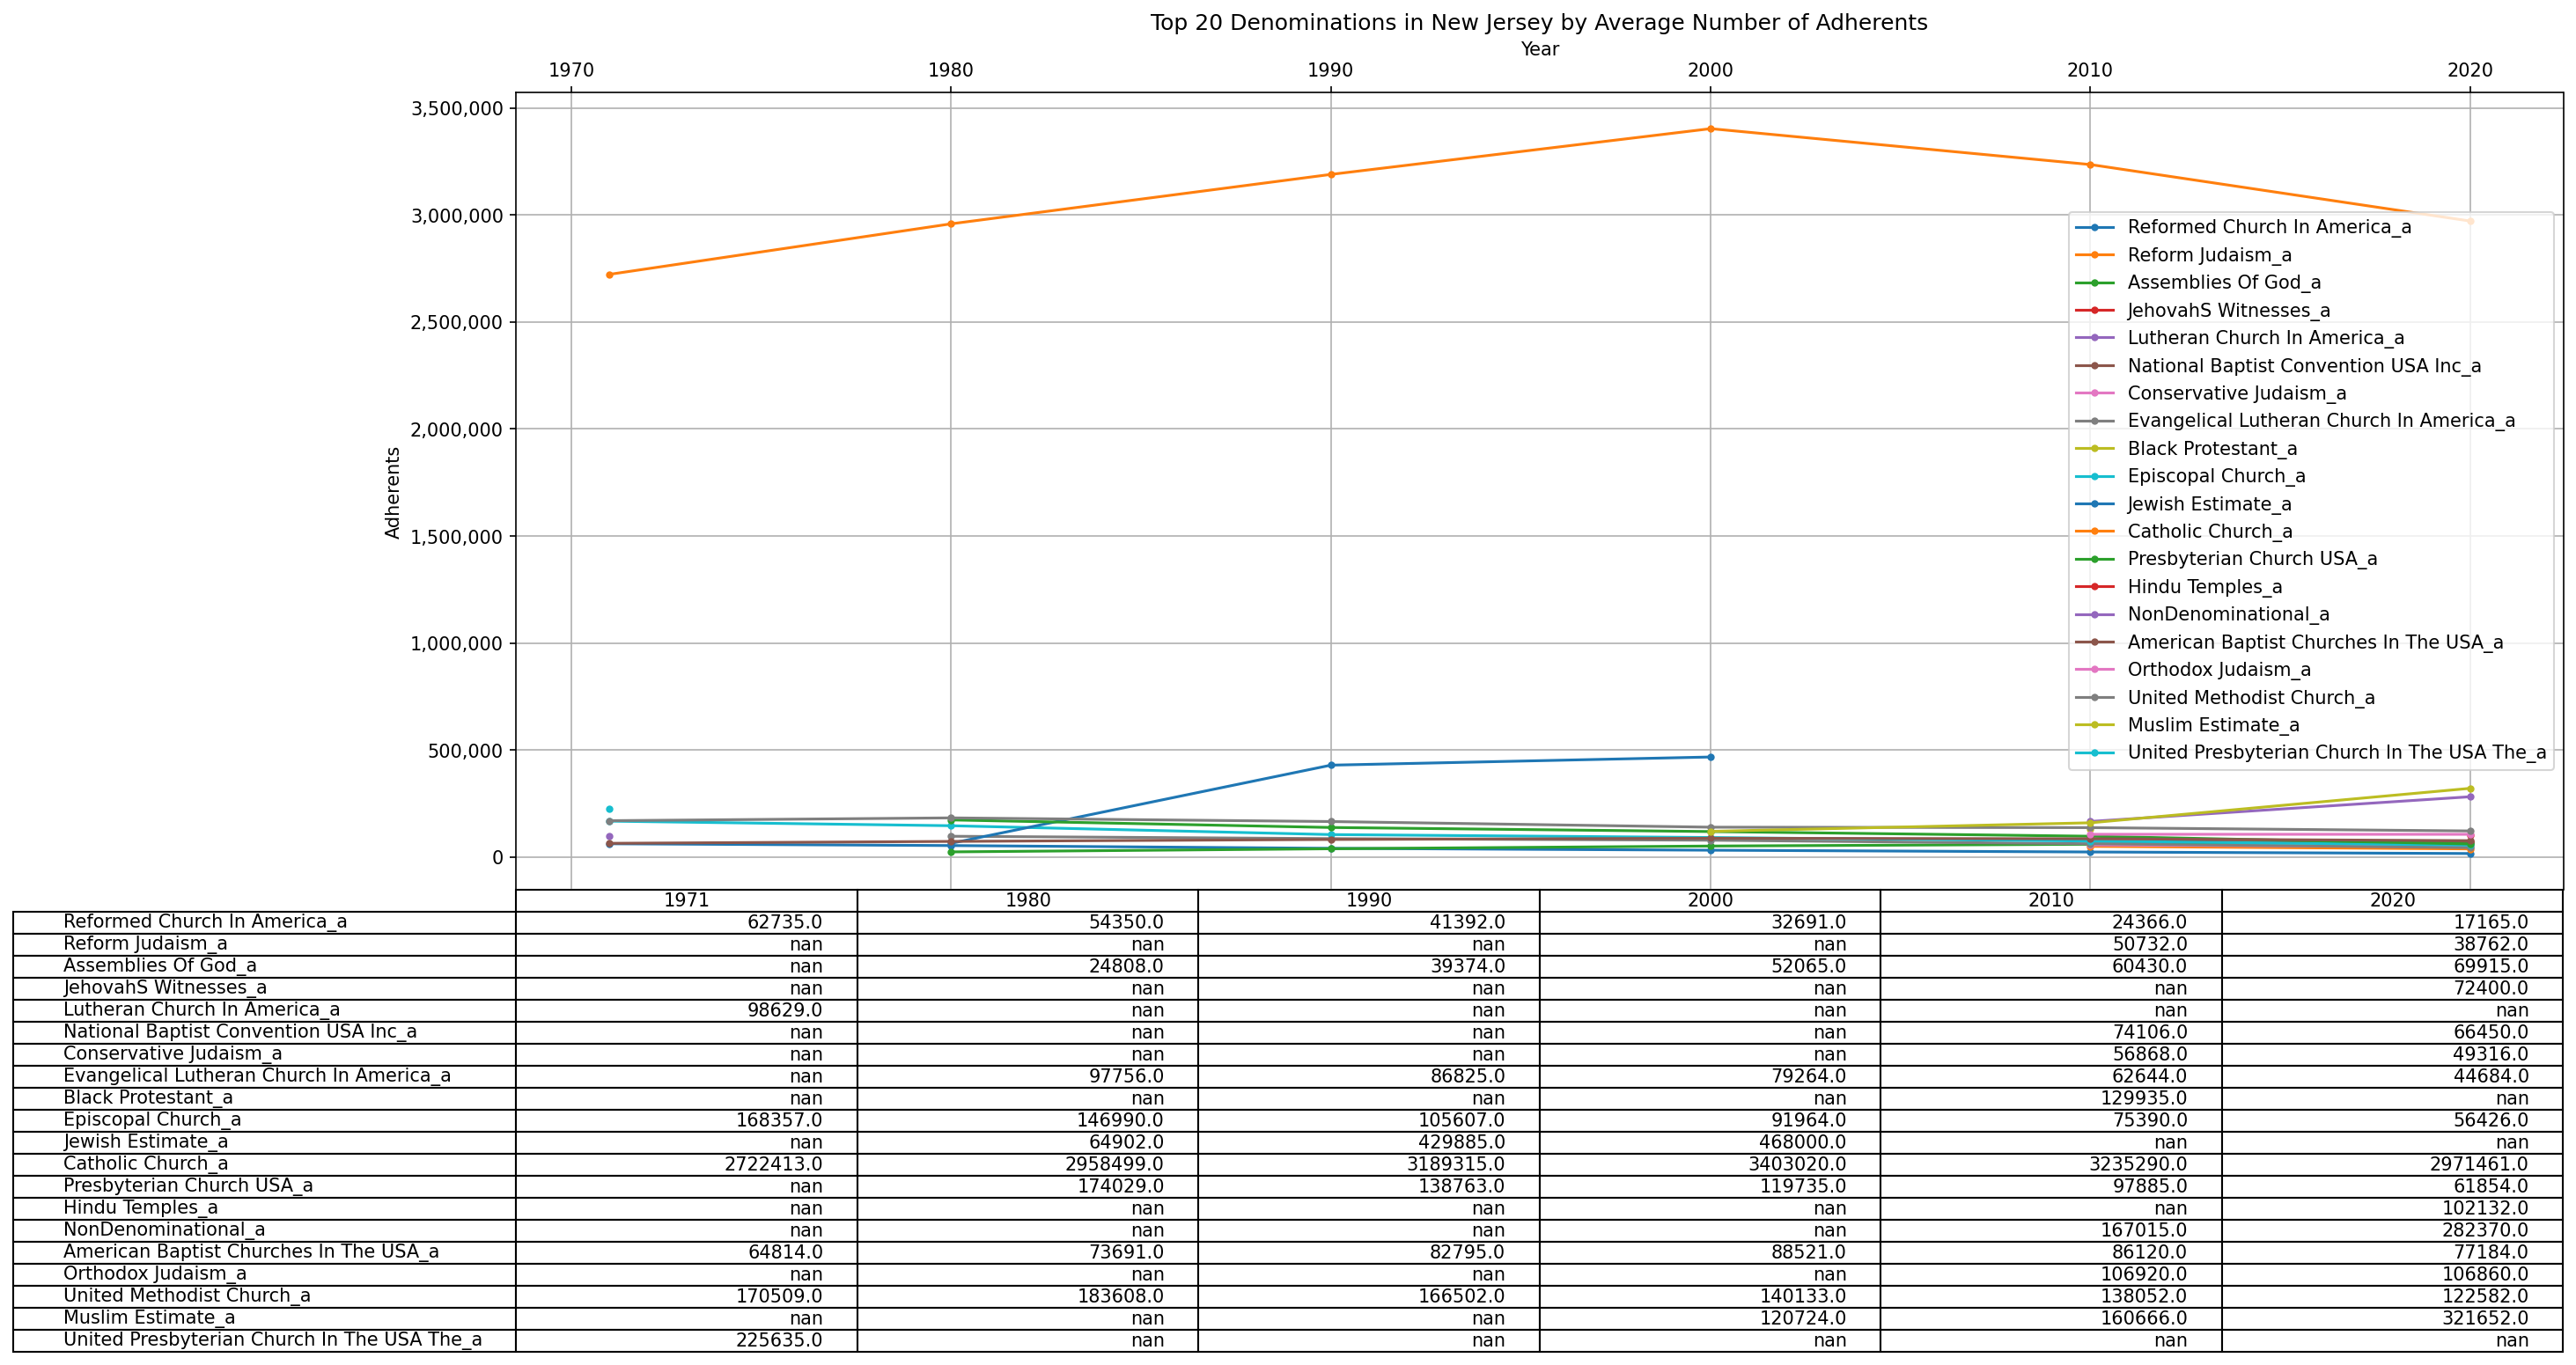 Top 20 Denominations in New Jersey by Average Number of Adherents
Year
1970 1980 1990 2000 2010 2020
3,500,000
3,000,000
2,500,000
2,000,000
1,500,000
1,000,000
500,000
0
Adherents
Reformed Church In America_a
Reform Judaism_a
Assemblies Of God_a
JehovahS Witnesses_a
Lutheran Church In America_a
National Baptist Convention USA Inc_a
Conservative Judaism_a
Evangelical Lutheran Church In America_a
Black Protestant_a
Episcopal Church_a
Jewish Estimate_a
Catholic Church_a
Presbyterian Church USA_a
Hindu Temples_a
NonDenominational_a
American Baptist Churches In The USA_a
Orthodox Judaism_a
United Methodist Church_a
Muslim Estimate_a
United Presbyterian Church In The USA The_a
1971 1980 1990 2000 2010 2020
Reformed Church In America_a 62735.0 54350.0 41392.0 32691.0 24366.0 17165.0
Reform Judaism_a nan nan nan nan 50732.0 38762.0
Assemblies Of God_a nan 24808.0 39374.0 52065.0 60430.0 69915.0
JehovahS Witnesses_a nan nan nan nan nan 72400.0
Lutheran Church In America_a 98629.0 nan nan nan nan nan
National Baptist Convention USA Inc_a nan nan nan nan 74106.0 66450.0
Conservative Judaism_a nan nan nan nan 56868.0 49316.0
Evangelical Lutheran Church In America_a nan 97756.0 86825.0 79264.0 62644.0 44684.0
Black Protestant_a nan nan nan nan 129935.0 nan
Episcopal Church_a 168357.0 146990.0 105607.0 91964.0 75390.0 56426.0
Jewish Estimate_a nan 64902.0 429885.0 468000.0 nan nan
Catholic Church_a 2722413.0 2958499.0 3189315.0 3403020.0 3235290.0 2971461.0
Presbyterian Church USA_a nan 174029.0 138763.0 119735.0 97885.0 61854.0
Hindu Temples_a nan nan nan nan nan 102132.0
NonDenominational_a nan nan nan nan 167015.0 282370.0
American Baptist Churches In The USA_a 64814.0 73691.0 82795.0 88521.0 86120.0 77184.0
Orthodox Judaism_a nan nan nan nan 106920.0 106860.0
United Methodist Church_a 170509.0 183608.0 166502.0 140133.0 138052.0 122582.0
Muslim Estimate_a nan nan nan 120724.0 160666.0 321652.0
United Presbyterian Church In The USA The_a 225635.0 nan nan nan nan nan